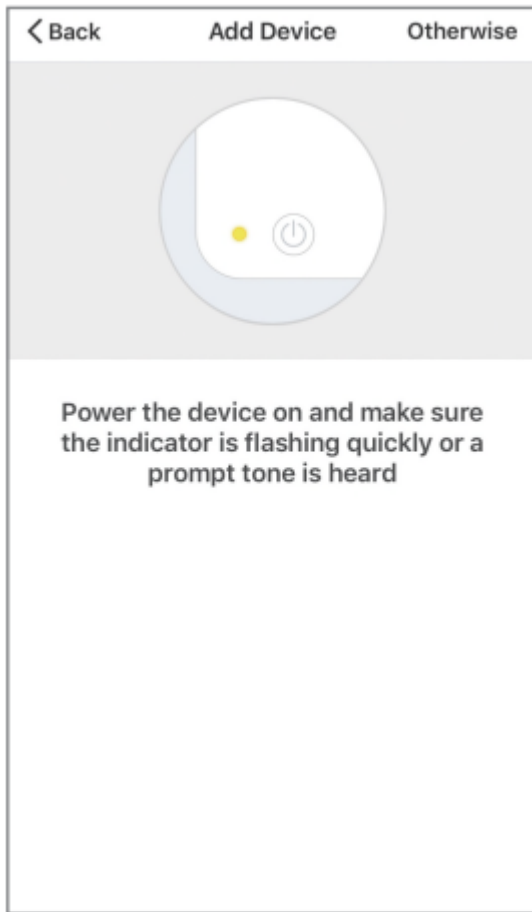 Back Add Device Otherwise
Power the device on and make sure
the indicator is flashing quickly or a
prompt tone is heard